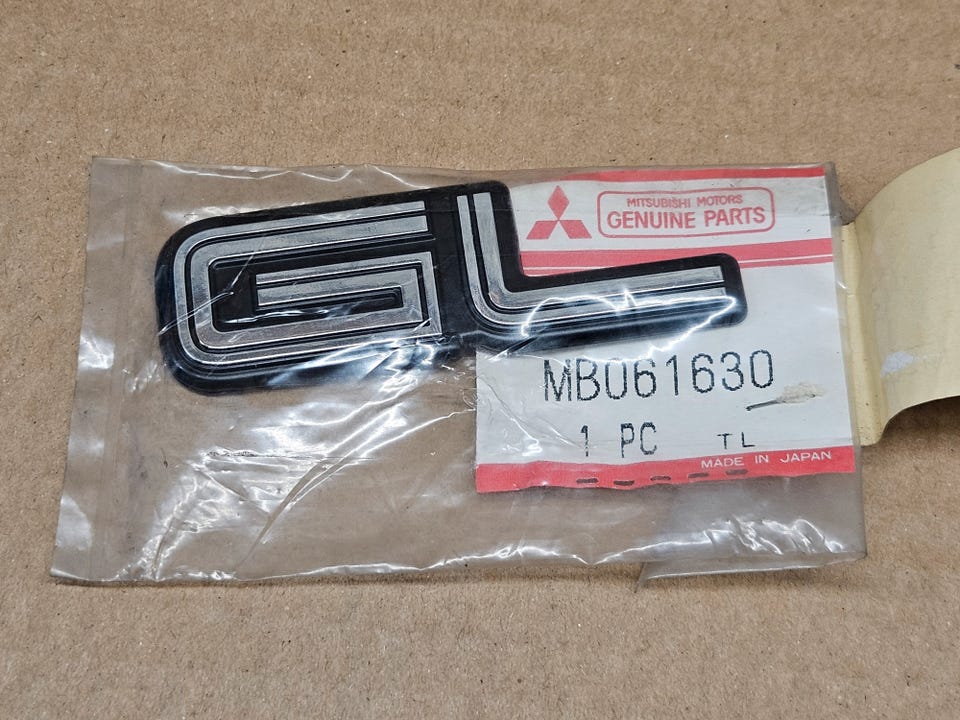 GL
MITSUBISHI MOTORS
GENUINE PARTS
MB061630
1 PC TL
MADE IN JAPAN